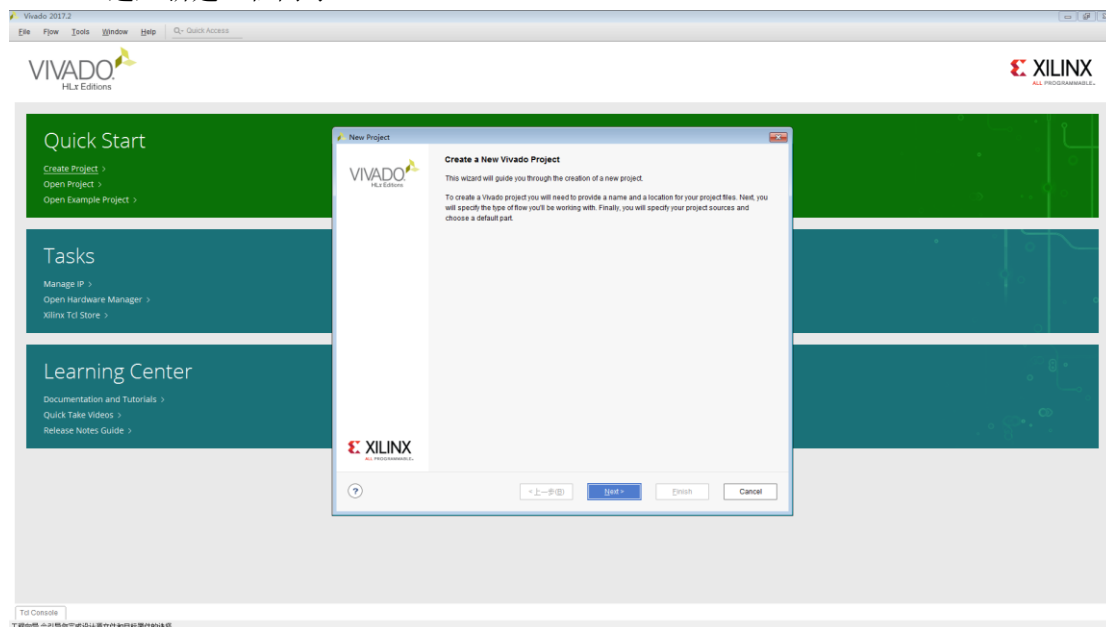 Vivado 2017.2
File Flow Tools Window Help Q- Quick Access
VIVADO
HLx Editions
XILINX
ALL PROGRAMMABLE.
Quick Start
Create Project >
Open Project >
Open Example Project >
Tasks
Manage IP >
Open Hardware Manager >
Xilinx Tcl Store >
Learning Center
Documentation and Tutorials >
Quick Take Videos >
Release Notes Guide >
New Project
VIVADO
HLx Editions
Create a New Vivado Project
This wizard will guide you through the creation of a new project.
To create a Vivado project you will need to provide a name and a location for your project files. Next, you
will specify the type of flow you'll be working with. Finally, you will specify your project sources and
choose a default part.
XILINX
ALL PROGRAMMABLE.
?
<上一步(B)
Next >
Finish
Cancel
Tcl Console